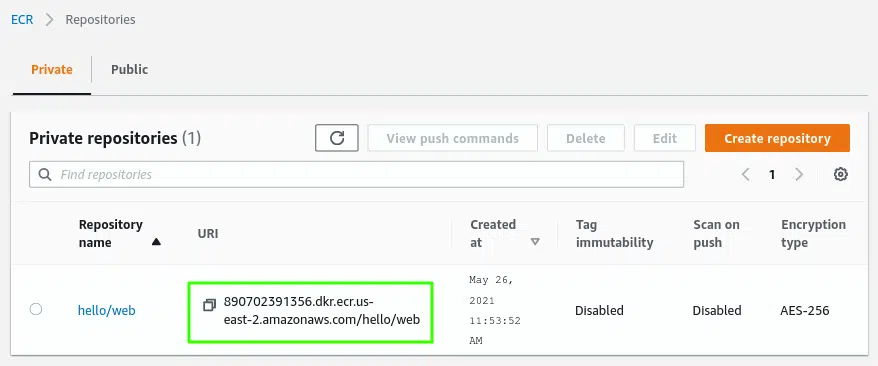 ECR > Repositories
Private Public
Private repositories (1) View push commands Delete Edit Create repository
Find repositories 1
Repository name URI Created at Tag immutability Scan on push Encryption type
hello/web
890702391356.dkr.ecr.us-
east-2.amazonaws.com/hello/web
May 26,
2021
11:53:52
AM
Disabled Disabled AES-256